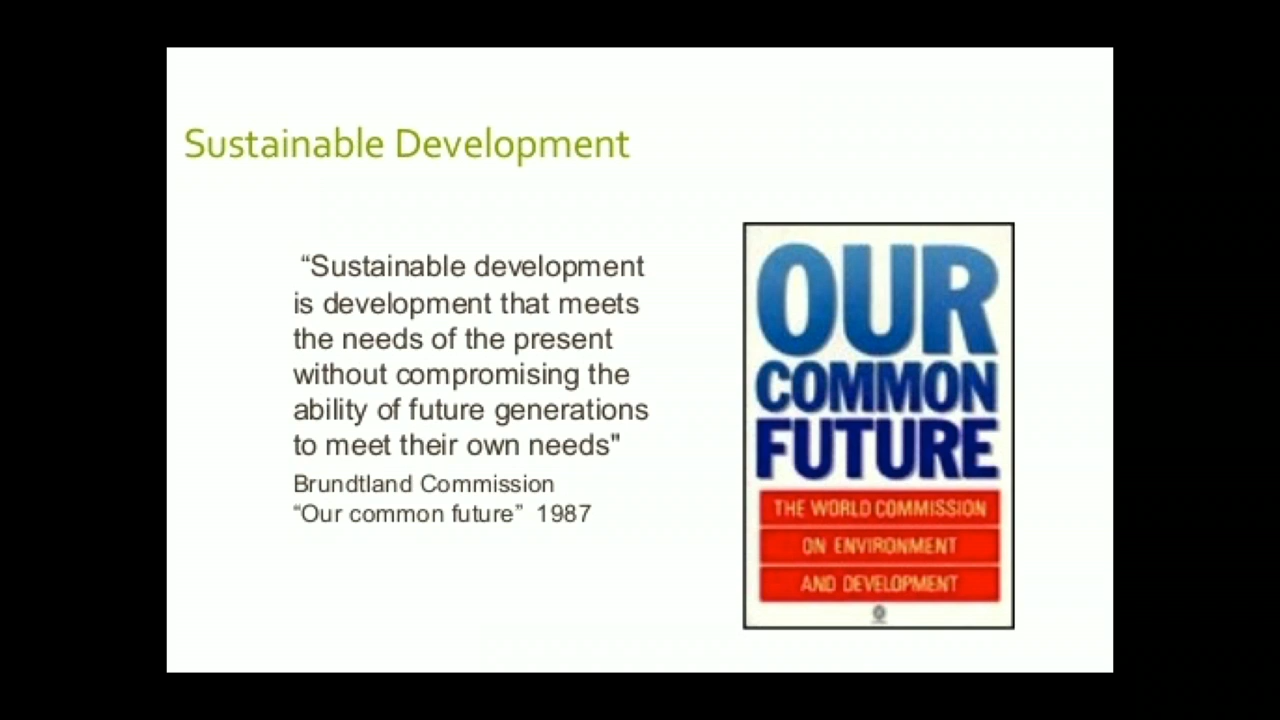 Sustainable Development
“Sustainable development
is development that meets
the needs of the present
without compromising the
ability of future generations
to meet their own needs"
Brundtland Commission
“Our common future” 1987
OUR
COMMON
FUTURE
THE WORLD COMMISSION
ON ENVIRONMENT
AND DEVELOPMENT